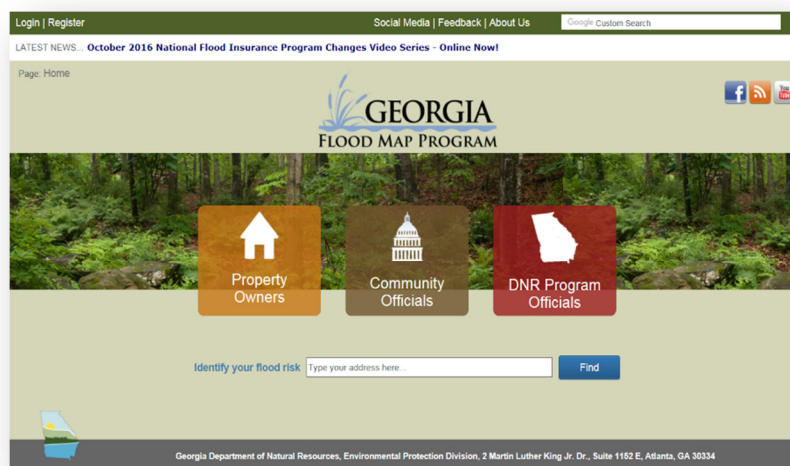 Login | Register
Social Media | Feedback | About Us
Google Custom Search
LATEST NEWS... October 2016 National Flood Insurance Program Changes Video Series - Online Now!
Page: Home
You
Tube
GEORGIA
FLOOD MAP PROGRAM
Property
Owners
Community
Officials
DNR Program
Officials
Identify your flood risk
Type your address here...
Find
Georgia Department of Natural Resources, Environmental Protection Division, 2 Martin Luther King Jr. Dr., Suite 1152 E, Atlanta, GA 30334